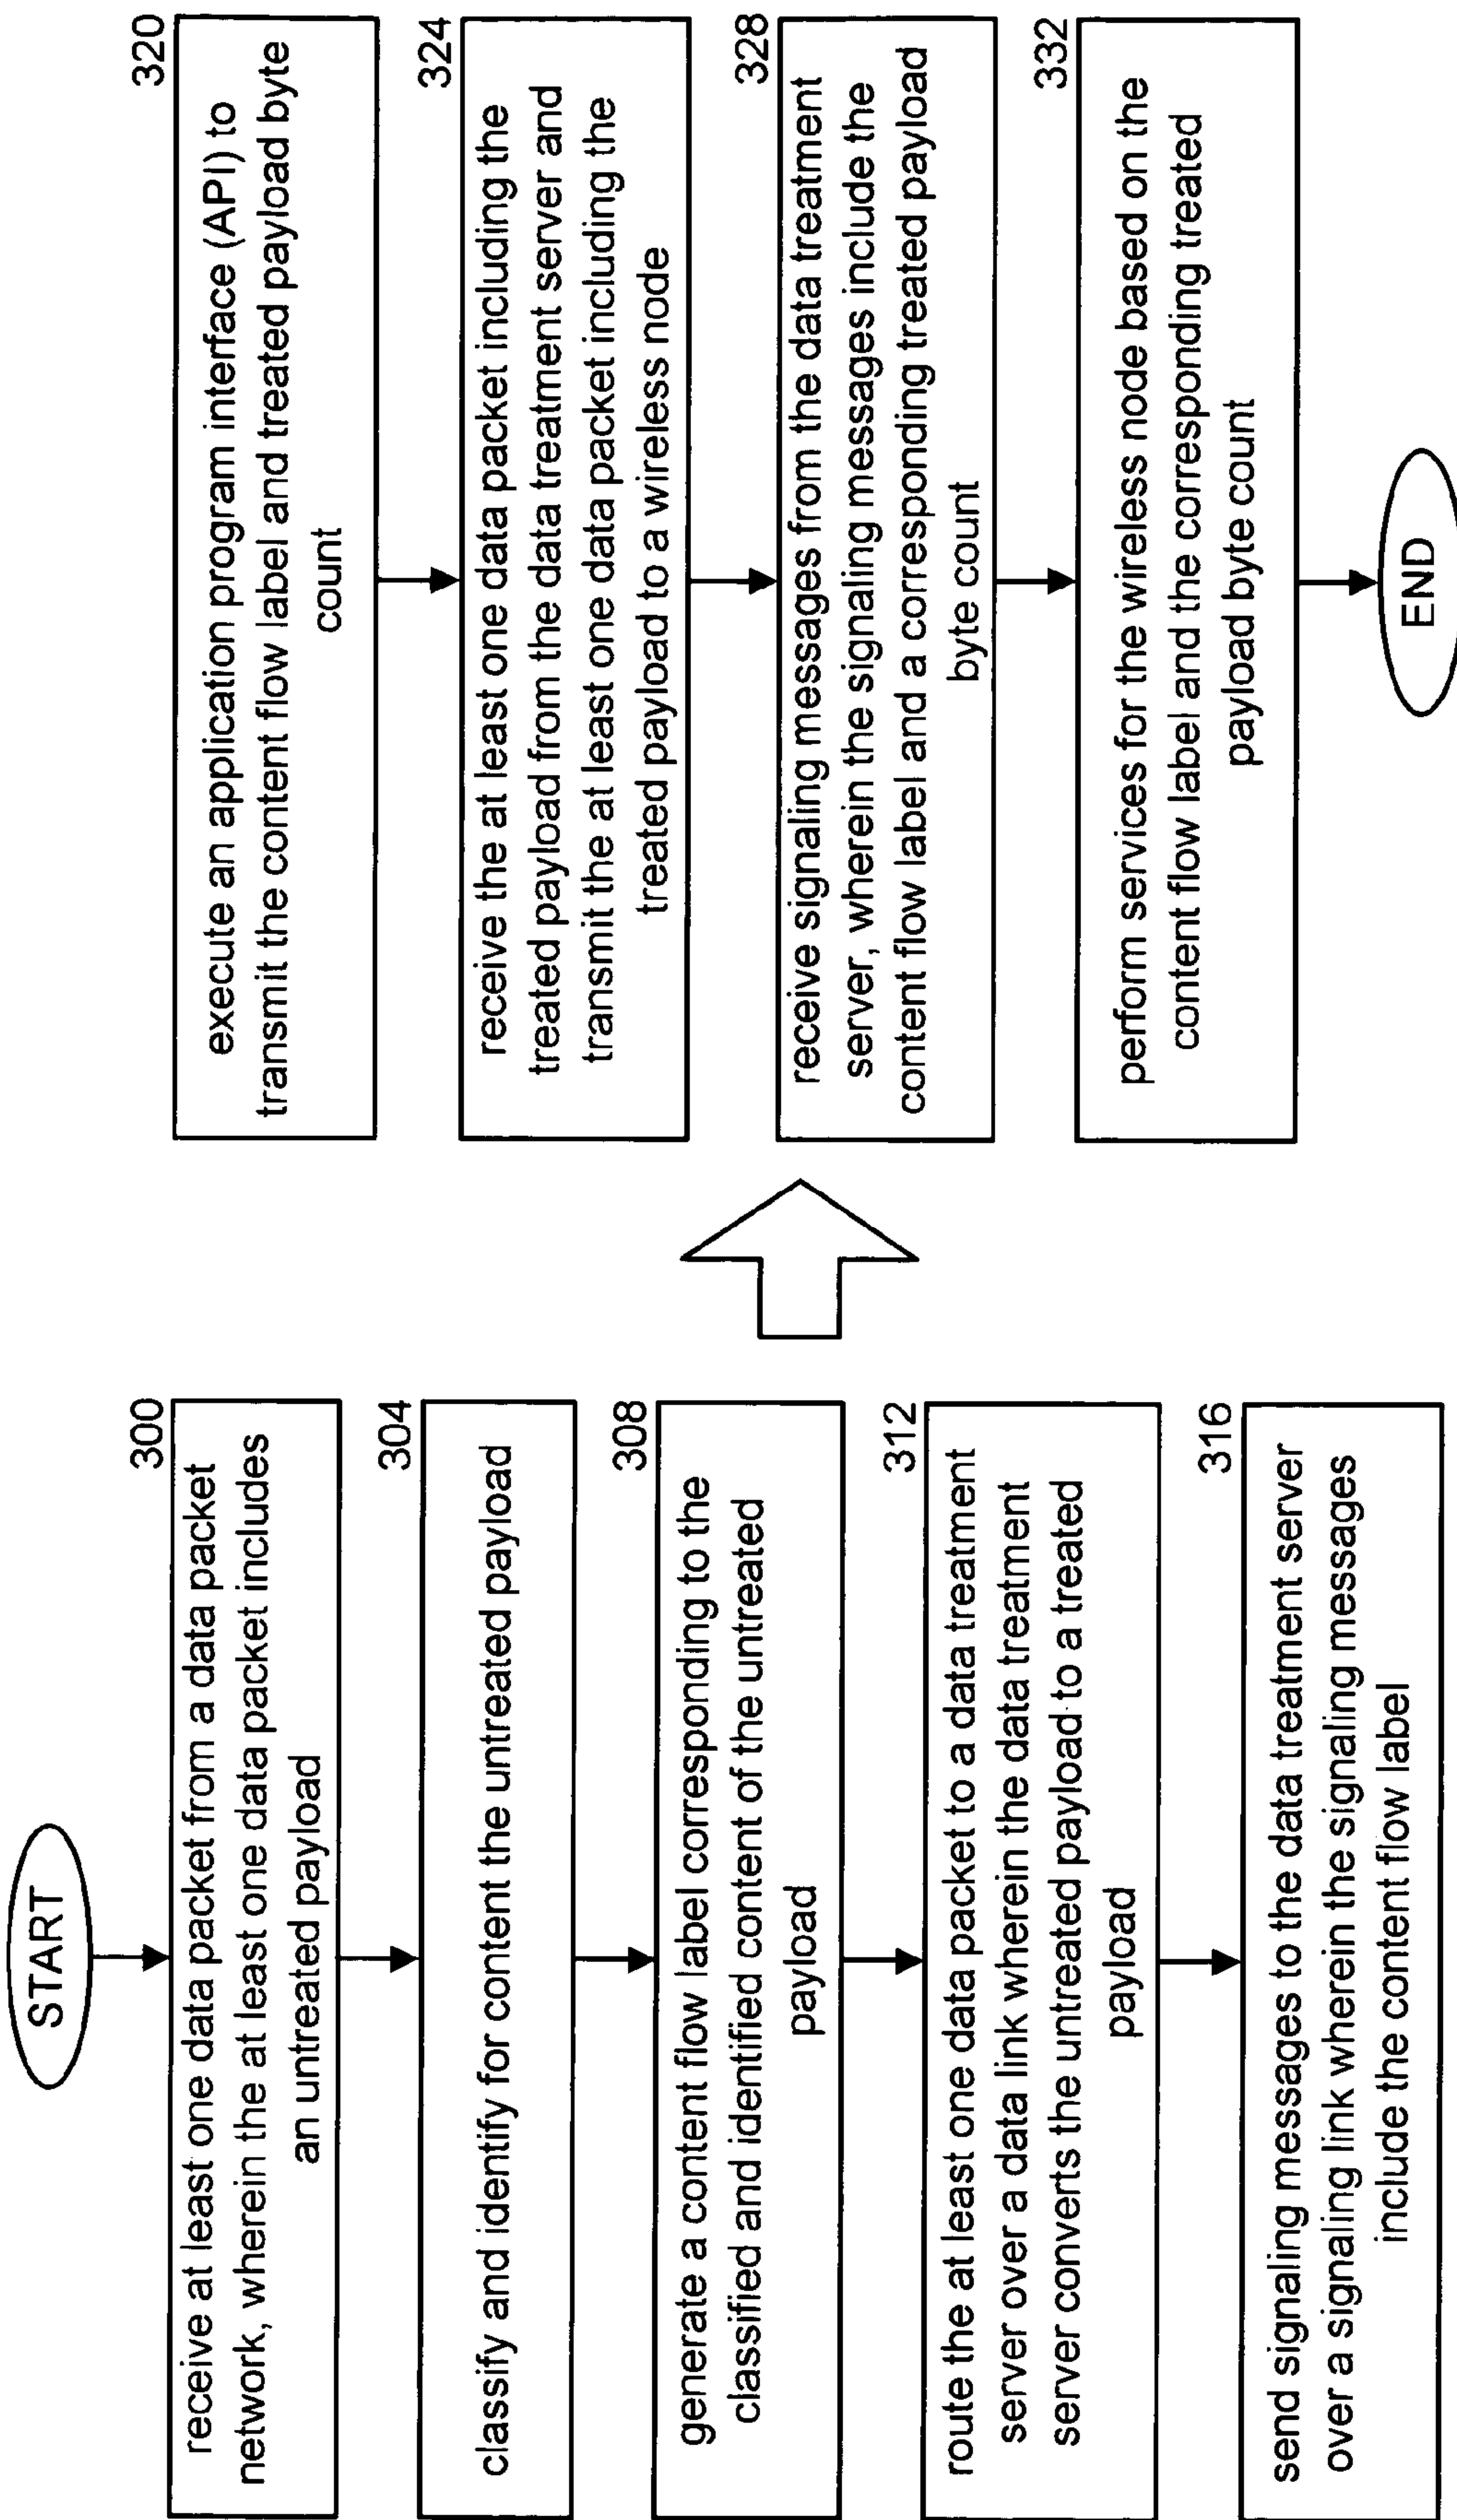 START
300
receive at least one data packet from a data packet
network, wherein the at least one data packet includes
an untreated payload
304
classify and identify for content the untreated payload
308
generate a content flow label corresponding to the
classified and identified content of the untreated
payload
312
route the at least one data packet to a data treatment
server over a data link wherein the data treatment
server converts the untreated payload to a treated
payload
316
send signaling messages to the data treatment server
over a signaling link wherein the signaling messages
include the content flow label
320
execute an application program interface (API) to
transmit the content flow label and treated payload byte
count
324
receive the at least one data packet including the
treated payload from the data treatment server and
transmit the at least one data packet including the
treated payload to a wireless node
328
receive signaling messages from the data treatment
server, wherein the signaling messages include the
content flow label and a corresponding treated payload
byte count
332
perform services for the wireless node based on the
content flow label and the corresponding treated
payload byte count
END